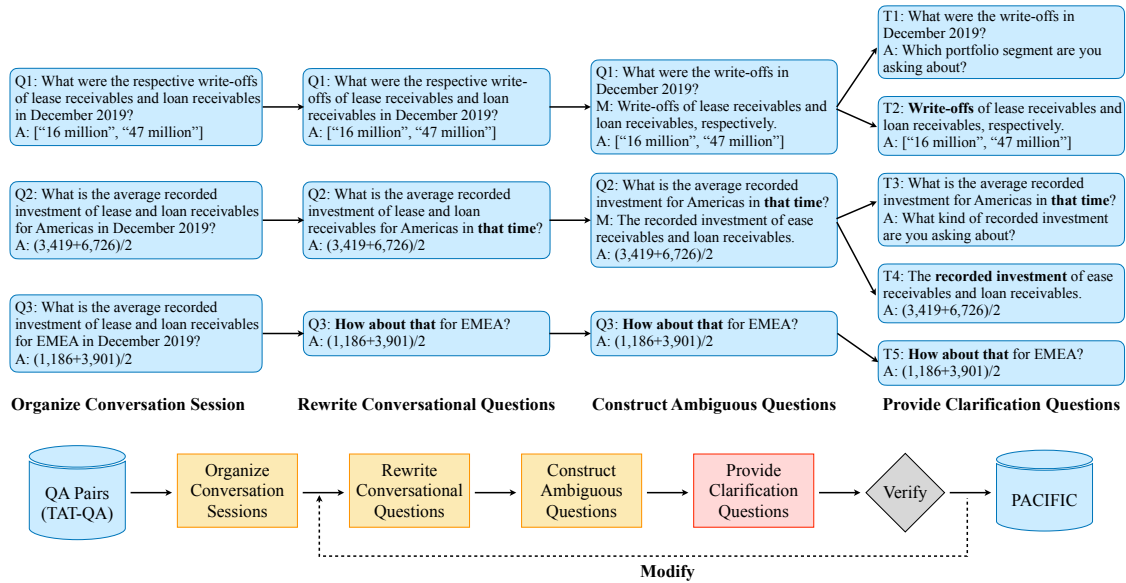 Q1: What were the respective write-offs
of lease receivables and loan receivables
in December 2019?
A: [“16 million”, “47 million”]
Q2: What is the average recorded
investment of lease and loan receivables
for Americas in December 2019?
A: (3,419+6,726)/2
Q3: What is the average recorded
investment of lease and loan receivables
for EMEA in December 2019?
A: (1,186+3,901)/2
Organize Conversation Session
Q1: What were the respective write-
offs of lease receivables and loan
receivables in December 2019?
A: [“16 million”, “47 million”]
Q2: What is the average recorded
investment of lease and loan
receivables for Americas in that time?
A: (3,419+6,726)/2
Q3: How about that for EMEA?
A: (1,186+3,901)/2
Rewrite Conversational Questions
Q1: What were the write-offs in
December 2019?
M: Write-offs of lease receivables and
loan receivables, respectively.
A: [“16 million”, “47 million”]
Q2: What is the average recorded
investment for Americas in that time?
M: The recorded investment of ease
receivables and loan receivables.
A: (3,419+6,726)/2
Q3: How about that for EMEA?
A: (1,186+3,901)/2
Construct Ambiguous Questions
T1: What were the write-offs in
December 2019?
A: Which portfolio segment are you
asking about?
T2: Write-offs of lease receivables and
loan receivables, respectively.
A: [“16 million”, “47 million”]
T3: What is the average recorded
investment for Americas in that time?
A: What kind of recorded investment
are you asking about?
T4: The recorded investment of ease
receivables and loan receivables.
A: (3,419+6,726)/2
T5: How about that for EMEA?
A: (1,186+3,901)/2
Provide Clarification Questions
QA Pairs
(TAT-QA)
Organize
Conversation
Sessions
Rewrite
Conversational
Questions
Construct
Ambiguous
Questions
Provide
Clarification
Questions
Verify
PACIFIC
Modify